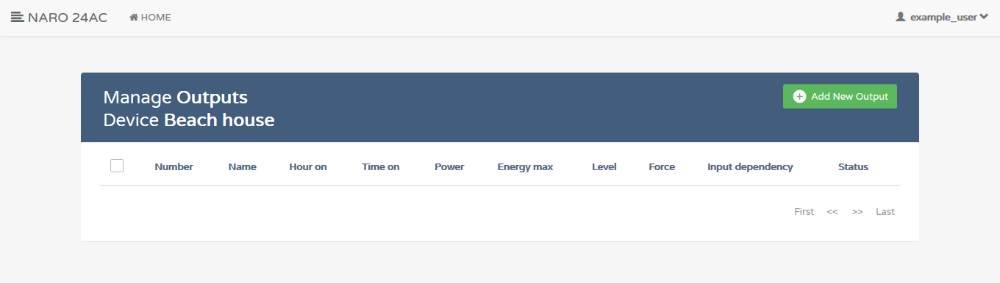 NARO 24AC HOME example_user
Manage Outputs
Add New Output
Device Beach house
Number Name Hour on Time on Power Energy max Level Force Input dependency Status
First << >> Last